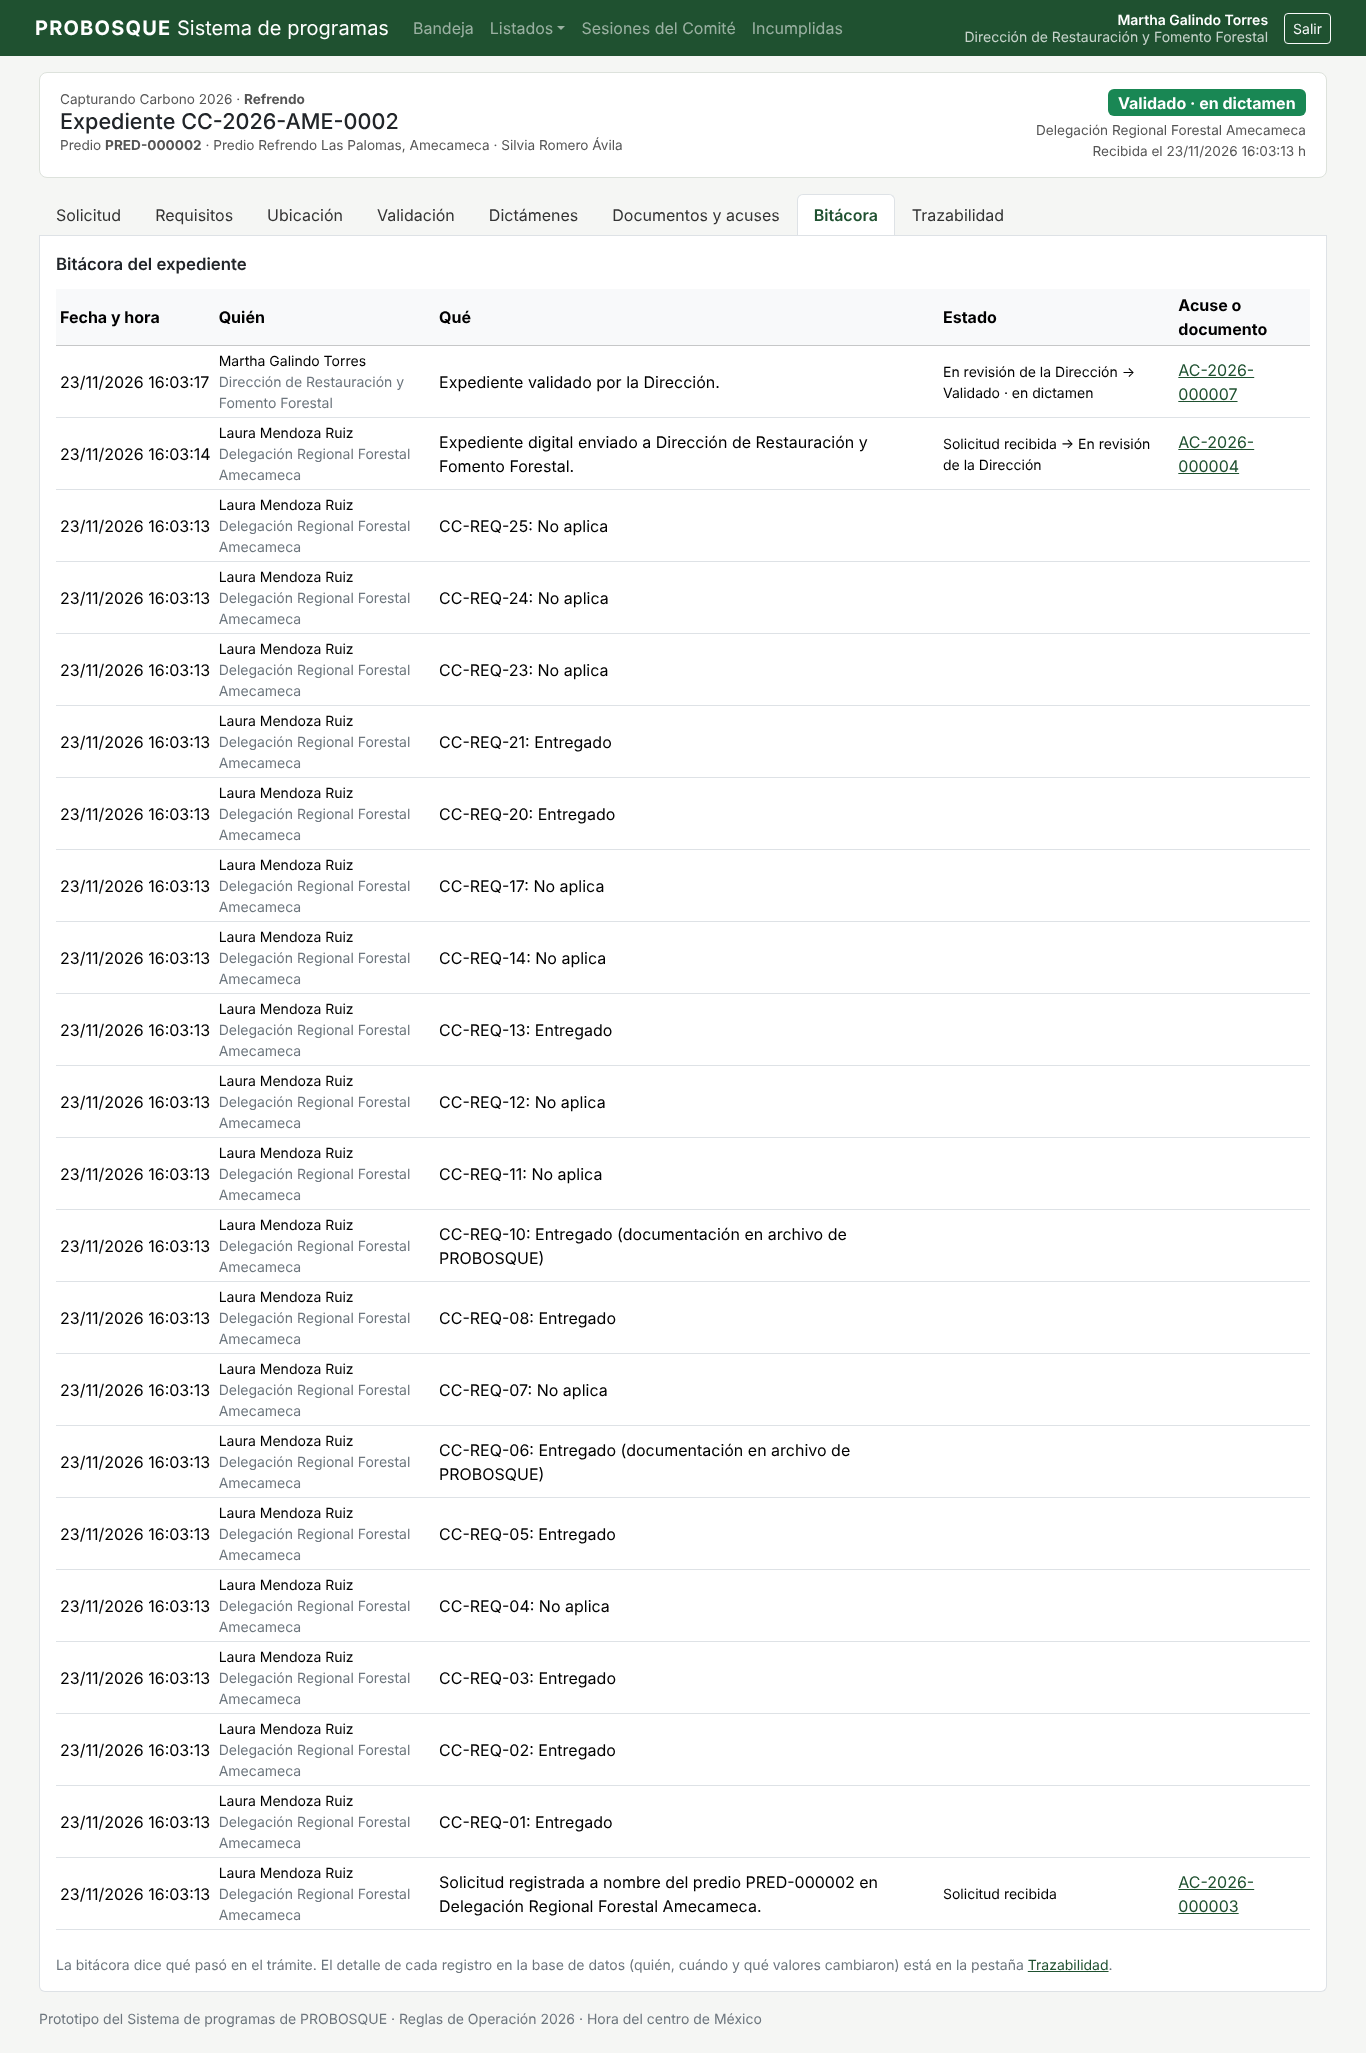 PROBOSQUE Sistema de programas Bandeja Listados Sesiones del Comité Incumplidas
Martha Galindo Torres
Dirección de Restauración y Fomento Forestal
Salir
Capturando Carbono 2026 · Refrendo
Expediente CC-2026-AME-0002
Predio PRED-000002 · Predio Refrendo Las Palomas, Amecameca · Silvia Romero Ávila
Validado · en dictamen
Delegación Regional Forestal Amecameca
Recibida el 23/11/2026 16:03:13 h
Solicitud Requisitos Ubicación Validación Dictámenes Documentos y acuses Bitácora Trazabilidad
Bitácora del expediente
Fecha y hora Quién Qué Estado Acuse o
documento
23/11/2026 16:03:17
Martha Galindo Torres
Dirección de Restauración y
Fomento Forestal
Expediente validado por la Dirección.
En revisión de la Dirección →
Validado · en dictamen
AC-2026-
000007
23/11/2026 16:03:14
Laura Mendoza Ruiz
Delegación Regional Forestal
Amecameca
Expediente digital enviado a Dirección de Restauración y
Fomento Forestal.
Solicitud recibida → En revisión
de la Dirección
AC-2026-
000004
23/11/2026 16:03:13
Laura Mendoza Ruiz
Delegación Regional Forestal
Amecameca
CC-REQ-25: No aplica
23/11/2026 16:03:13
Laura Mendoza Ruiz
Delegación Regional Forestal
Amecameca
CC-REQ-24: No aplica
23/11/2026 16:03:13
Laura Mendoza Ruiz
Delegación Regional Forestal
Amecameca
CC-REQ-23: No aplica
23/11/2026 16:03:13
Laura Mendoza Ruiz
Delegación Regional Forestal
Amecameca
CC-REQ-21: Entregado
23/11/2026 16:03:13
Laura Mendoza Ruiz
Delegación Regional Forestal
Amecameca
CC-REQ-20: Entregado
23/11/2026 16:03:13
Laura Mendoza Ruiz
Delegación Regional Forestal
Amecameca
CC-REQ-17: No aplica
23/11/2026 16:03:13
Laura Mendoza Ruiz
Delegación Regional Forestal
Amecameca
CC-REQ-14: No aplica
23/11/2026 16:03:13
Laura Mendoza Ruiz
Delegación Regional Forestal
Amecameca
CC-REQ-13: Entregado
23/11/2026 16:03:13
Laura Mendoza Ruiz
Delegación Regional Forestal
Amecameca
CC-REQ-12: No aplica
23/11/2026 16:03:13
Laura Mendoza Ruiz
Delegación Regional Forestal
Amecameca
CC-REQ-11: No aplica
23/11/2026 16:03:13
Laura Mendoza Ruiz
Delegación Regional Forestal
Amecameca
CC-REQ-10: Entregado (documentación en archivo de
PROBOSQUE)
23/11/2026 16:03:13
Laura Mendoza Ruiz
Delegación Regional Forestal
Amecameca
CC-REQ-08: Entregado
23/11/2026 16:03:13
Laura Mendoza Ruiz
Delegación Regional Forestal
Amecameca
CC-REQ-07: No aplica
23/11/2026 16:03:13
Laura Mendoza Ruiz
Delegación Regional Forestal
Amecameca
CC-REQ-06: Entregado (documentación en archivo de
PROBOSQUE)
23/11/2026 16:03:13
Laura Mendoza Ruiz
Delegación Regional Forestal
Amecameca
CC-REQ-05: Entregado
23/11/2026 16:03:13
Laura Mendoza Ruiz
Delegación Regional Forestal
Amecameca
CC-REQ-04: No aplica
23/11/2026 16:03:13
Laura Mendoza Ruiz
Delegación Regional Forestal
Amecameca
CC-REQ-03: Entregado
23/11/2026 16:03:13
Laura Mendoza Ruiz
Delegación Regional Forestal
Amecameca
CC-REQ-02: Entregado
23/11/2026 16:03:13
Laura Mendoza Ruiz
Delegación Regional Forestal
Amecameca
CC-REQ-01: Entregado
23/11/2026 16:03:13
Laura Mendoza Ruiz
Delegación Regional Forestal
Amecameca
Solicitud registrada a nombre del predio PRED-000002 en
Delegación Regional Forestal Amecameca.
Solicitud recibida
AC-2026-
000003
La bitácora dice qué pasó en el trámite. El detalle de cada registro en la base de datos (quién, cuándo y qué valores cambiaron) está en la pestaña Trazabilidad.
Prototipo del Sistema de programas de PROBOSQUE · Reglas de Operación 2026 · Hora del centro de México